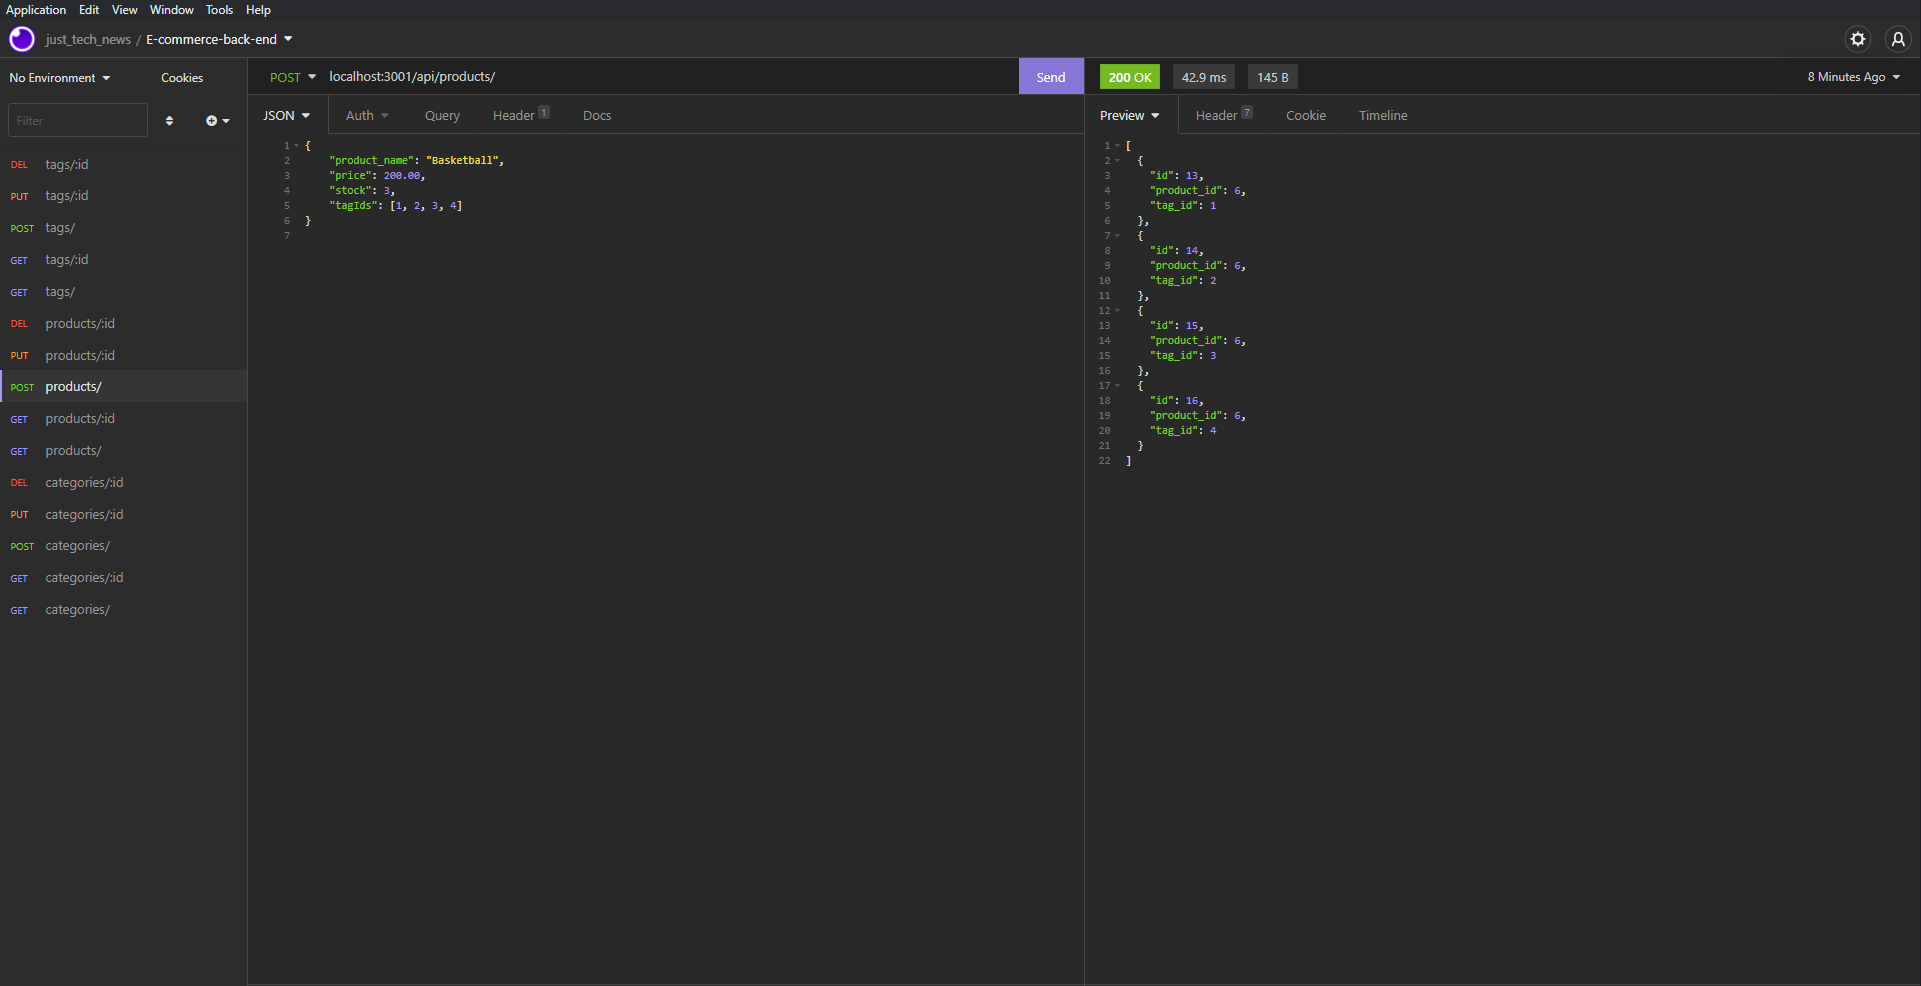 Application Edit View Window Tools Help
just_tech_news / E-commerce-back-end
No Environment Cookies
Filter
DEL tags/:id
PUT tags/:id
POST tags/
GET tags/:id
GET tags/
DEL products/:id
PUT products/:id
POST products/
GET products/:id
GET products/
DEL categories/:id
PUT categories/:id
POST categories/
GET categories/:id
GET categories/
POST localhost:3001/api/products/ Send
JSON Auth Query Header 1 Docs
1 {
2 "product_name": "Basketball",
3 "price": 200.00,
4 "stock": 3,
5 "tagIds": [1, 2, 3, 4]
6 }
7
200 OK 42.9 ms 145 B 8 Minutes Ago
Preview Header 7 Cookie Timeline
1 [
2 {
3 "id": 13,
4 "product_id": 6,
5 "tag_id": 1
6 },
7 {
8 "id": 14,
9 "product_id": 6,
10 "tag_id": 2
11 },
12 {
13 "id": 15,
14 "product_id": 6,
15 "tag_id": 3
16 },
17 {
18 "id": 16,
19 "product_id": 6,
20 "tag_id": 4
21 }
22 ]